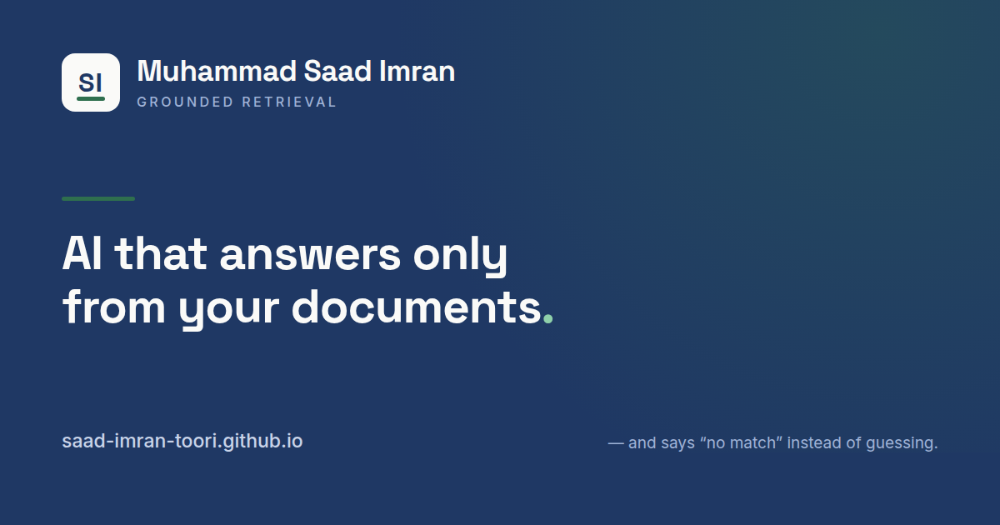 SI
Muhammad Saad Imran
GROUNDED RETRIEVAL
AI that answers only
from your documents.
saad-imran-toori.github.io
— and says “no match” instead of guessing.